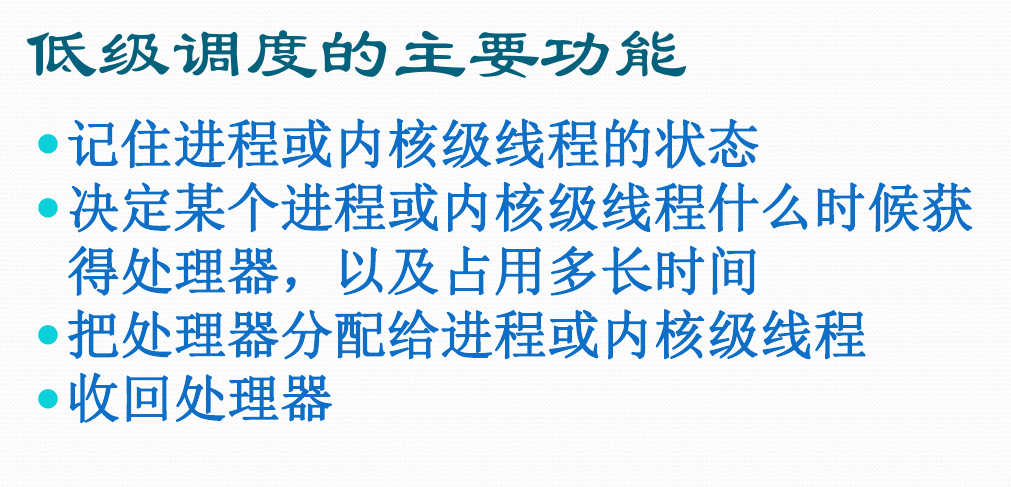 低级调度的主要功能
•记住进程或内核级线程的状态
•决定某个进程或内核级线程什么时候获
得处理器，以及占用多长时间
•把处理器分配给进程或内核级线程
•收回处理器